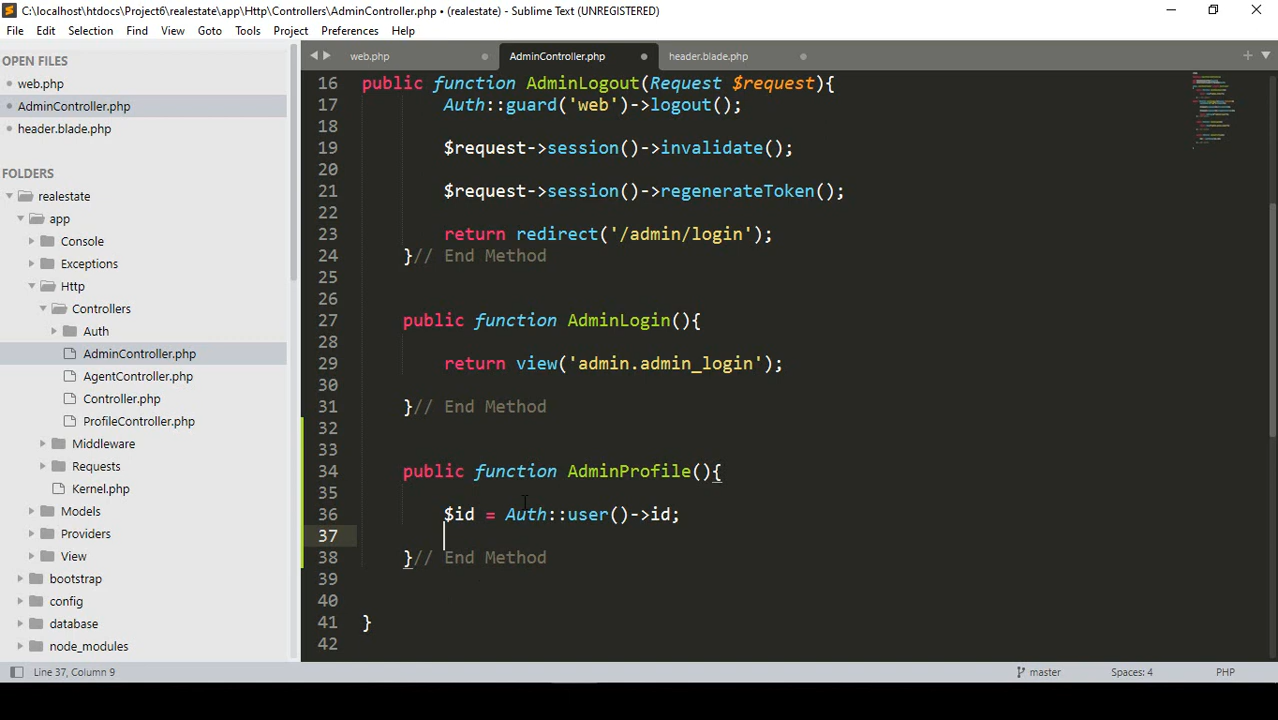 C:\localhost\htdocs\Project6\realestate\app\Http\Controllers\AdminController.php • (realestate) - Sublime Text (UNREGISTERED)
File Edit Selection Find View Goto Tools Project Preferences Help
OPEN FILES
web.php
AdminController.php
header.blade.php
FOLDERS
realestate
app
Console
Exceptions
Http
Controllers
Auth
AdminController.php
AgentController.php
Controller.php
ProfileController.php
Middleware
Requests
Kernel.php
Models
Providers
View
bootstrap
config
database
node_modules
web.php AdminController.php header.blade.php
16 public function AdminLogout(Request $request){
17 Auth::guard('web')->logout();
18
19 $request->session()->invalidate();
20
21 $request->session()->regenerateToken();
22
23 return redirect('/admin/login');
24 }// End Method
25
26
27 public function AdminLogin(){
28
29 return view('admin.admin_login');
30
31 }// End Method
32
33
34 public function AdminProfile(){
35
36 $id = Auth::user()->id;
37
38 }// End Method
39
40
41 }
42
Line 37, Column 9 master Spaces: 4 PHP